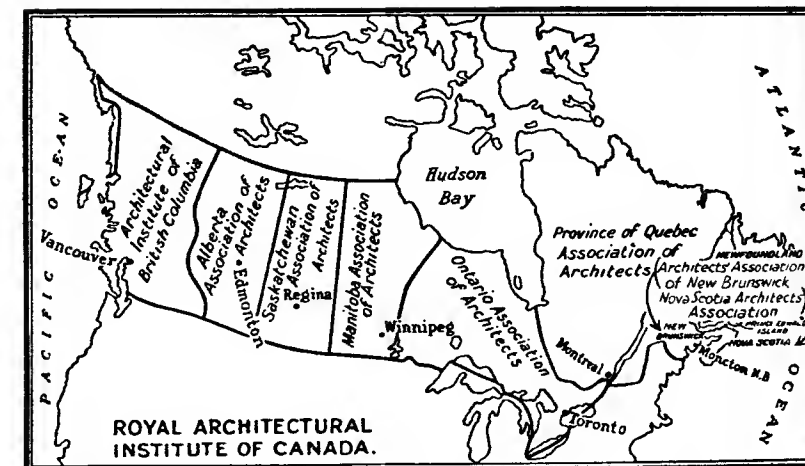 PACIFIC OCEAN
ATLANTIC
OCEAN
Hudson
Bay
Architectural
Institute of
British Columbia
Vancouver
Alberta
Association of
Architects
Edmonton
Saskatchewan
Association of
Architects
Regina
Manitoba Association
of Architects
Winnipeg
Ontario Association
of Architects
Province of Quebec
Association of
Architects
Montreal
Toronto
NEWFOUNDLAND
Architects' Association
of New Brunswick
Nova Scotia Architects'
Association
PRINCE EDWARD
ISLAND
NEW
BRUNSWICK
NOVA SCOTIA
Moncton N.B
ROYAL ARCHITECTURAL
INSTITUTE OF CANADA.